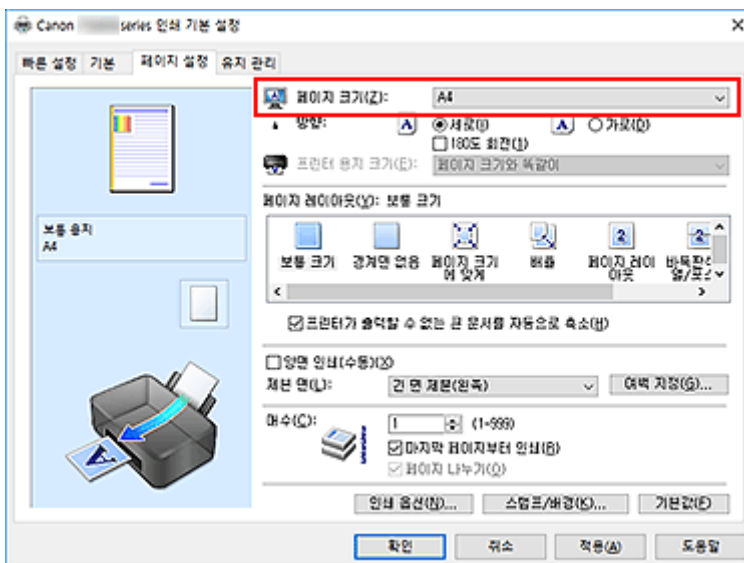 Canon series 인쇄 기본 설정
빠른 설정 기본 페이지 설정 유지 관리
페이지 크기(Z): A4
방향: A 세로(I) A 가로(D)
180도 회전(1)
프린터 용지 크기(E): 페이지 크기와 똑같이
페이지 레이아웃(Y): 보통 크기
보통 용지
A4
보통 크기 경계면 없음 페이지 크기에 맞게 배율 페이지 레이아웃
프린터가 출력할 수 없는 큰 문서를 자동으로 축소(H)
양면 인쇄(수동)(X)
제본 면(L): 긴 면 제본(왼쪽) 여백 지정(G)...
매수(C): 1 (1-999)
마지막 페이지부터 인쇄(R)
페이지 나누기(O)
인쇄 옵션(N)... 스탬프/배경(K)... 기본값(F)
확인 취소 적용(A) 도움말